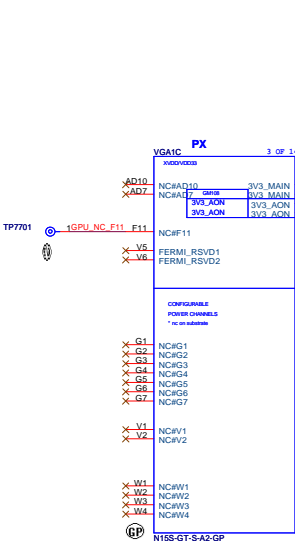 PX
VGA1C 3 OF 1
XVDD/VDD33
AD10 NC#AD10 3V3_MAIN
AD7 NC#AD7 3V3_MAIN
GM108
3V3_AON 3V3_AON
3V3_AON 3V3_AON
TP7701 1 GPU_NC_F11 F11 NC#F11
V5 FERMI_RSVD1
V6 FERMI_RSVD2
CONFIGURABLE
POWER CHANNELS
* nc on substrate
G1 NC#G1
G2 NC#G2
G3 NC#G3
G4 NC#G4
G5 NC#G5
G6 NC#G6
G7 NC#G7
V1 NC#V1
V2 NC#V2
W1 NC#W1
W2 NC#W2
W3 NC#W3
W4 NC#W4
GP
N15S-GT-S-A2-GP